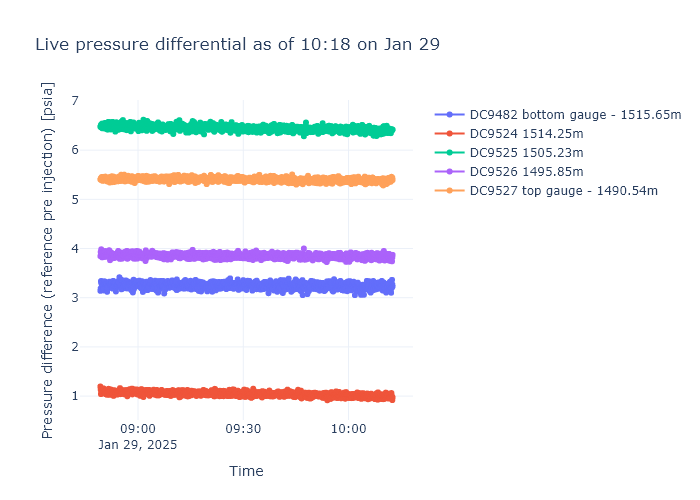 Live pressure differential as of 10:18 on Jan 29
Pressure difference (reference pre injection) [psia]
7
6
5
4
3
2
1
09:00
Jan 29, 2025
09:30
10:00
Time
DC9482 bottom gauge - 1515.65m
DC9524 1514.25m
DC9525 1505.23m
DC9526 1495.85m
DC9527 top gauge - 1490.54m